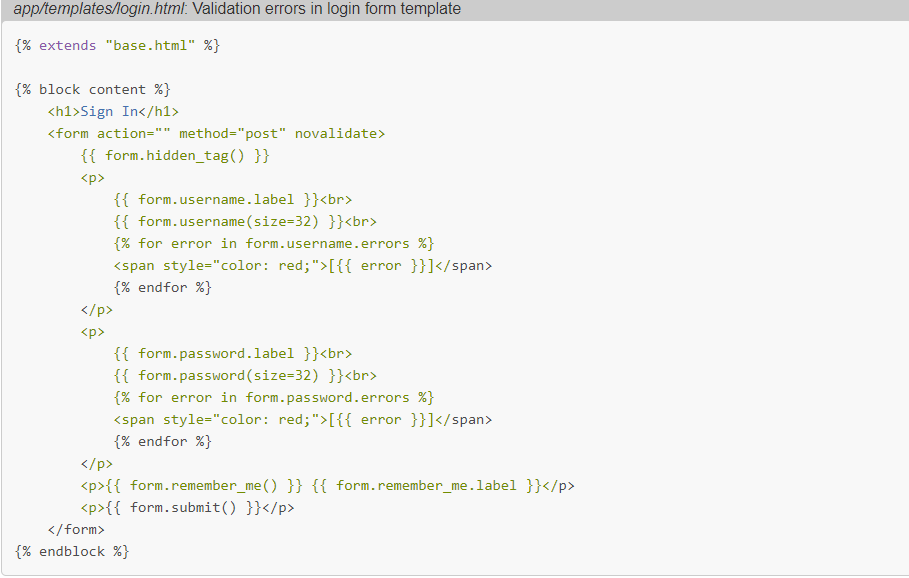 app/templates/login.html: Validation errors in login form template
{% extends "base.html" %}

{% block content %}
    <h1>Sign In</h1>
    <form action="" method="post" novalidate>
        {{ form.hidden_tag() }}
        <p>
            {{ form.username.label }}<br>
            {{ form.username(size=32) }}<br>
            {% for error in form.username.errors %}
            <span style="color: red;">[{{ error }}]</span>
            {% endfor %}
        </p>
        <p>
            {{ form.password.label }}<br>
            {{ form.password(size=32) }}<br>
            {% for error in form.password.errors %}
            <span style="color: red;">[{{ error }}]</span>
            {% endfor %}
        </p>
        <p>{{ form.remember_me() }} {{ form.remember_me.label }}</p>
        <p>{{ form.submit() }}</p>
    </form>
{% endblock %}